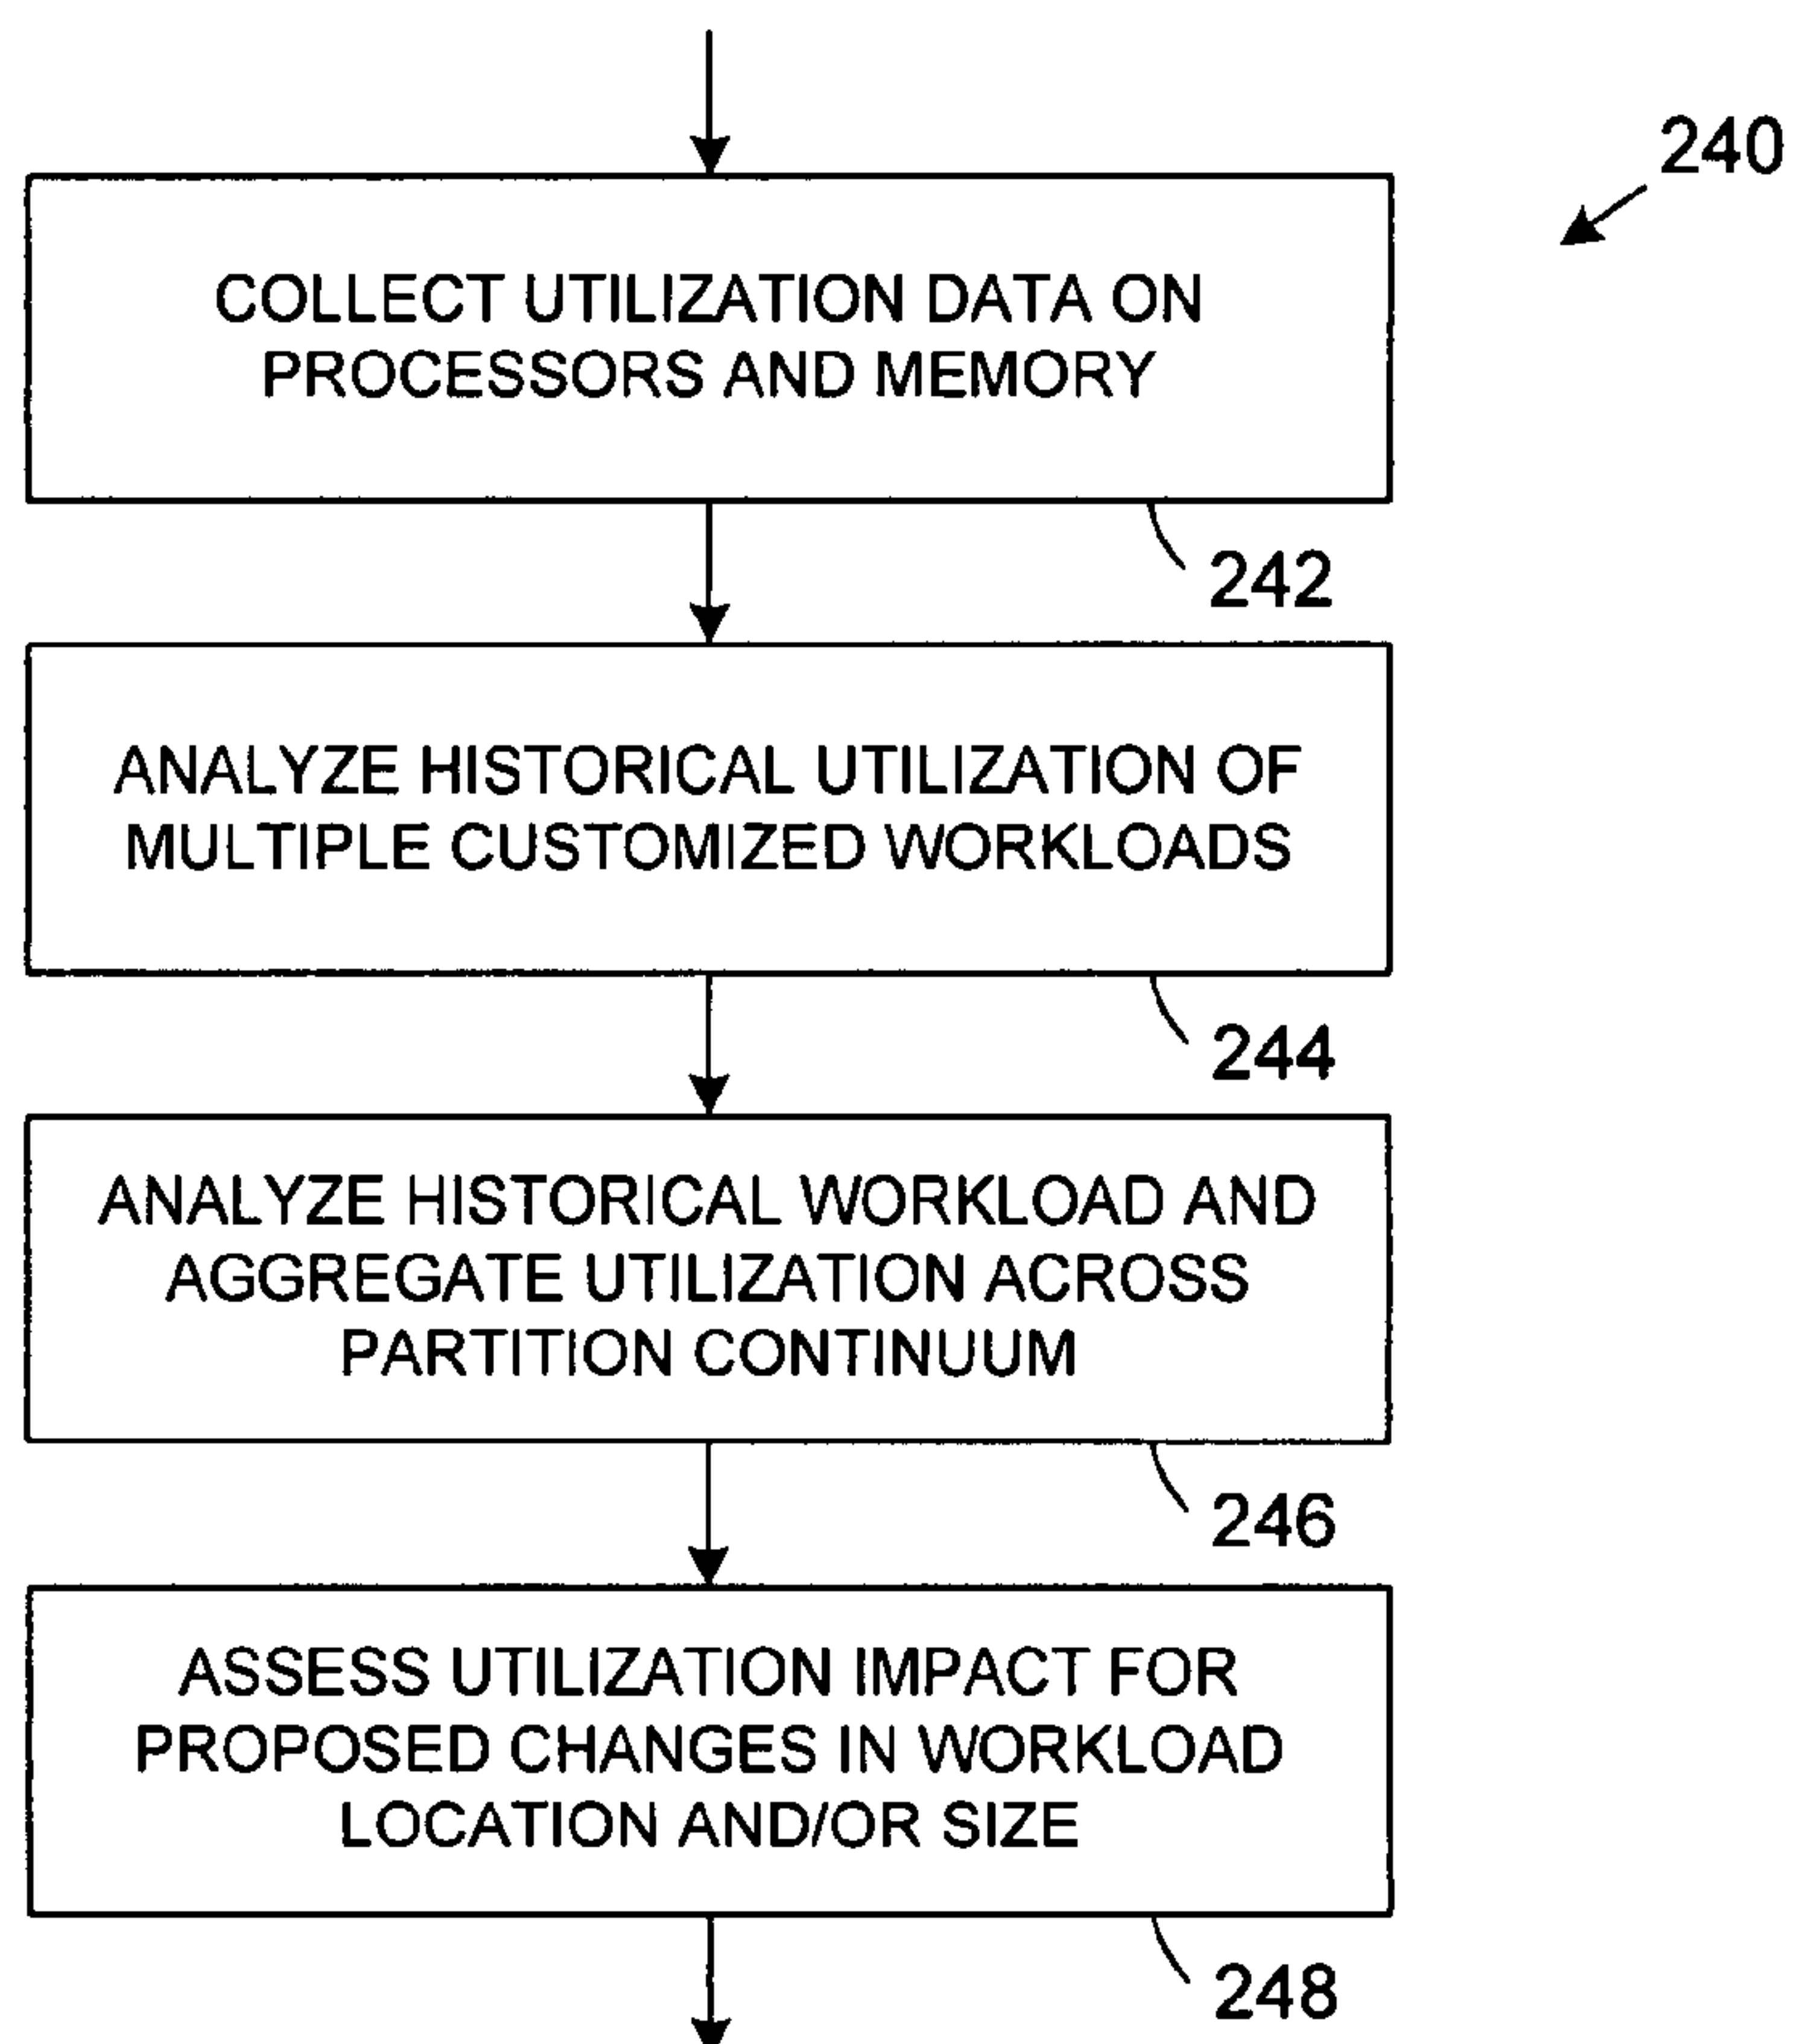 240
COLLECT UTILIZATION DATA ON
PROCESSORS AND MEMORY
242
ANALYZE HISTORICAL UTILIZATION OF
MULTIPLE CUSTOMIZED WORKLOADS
244
ANALYZE HISTORICAL WORKLOAD AND
AGGREGATE UTILIZATION ACROSS
PARTITION CONTINUUM
246
ASSESS UTILIZATION IMPACT FOR
PROPOSED CHANGES IN WORKLOAD
LOCATION AND/OR SIZE
248